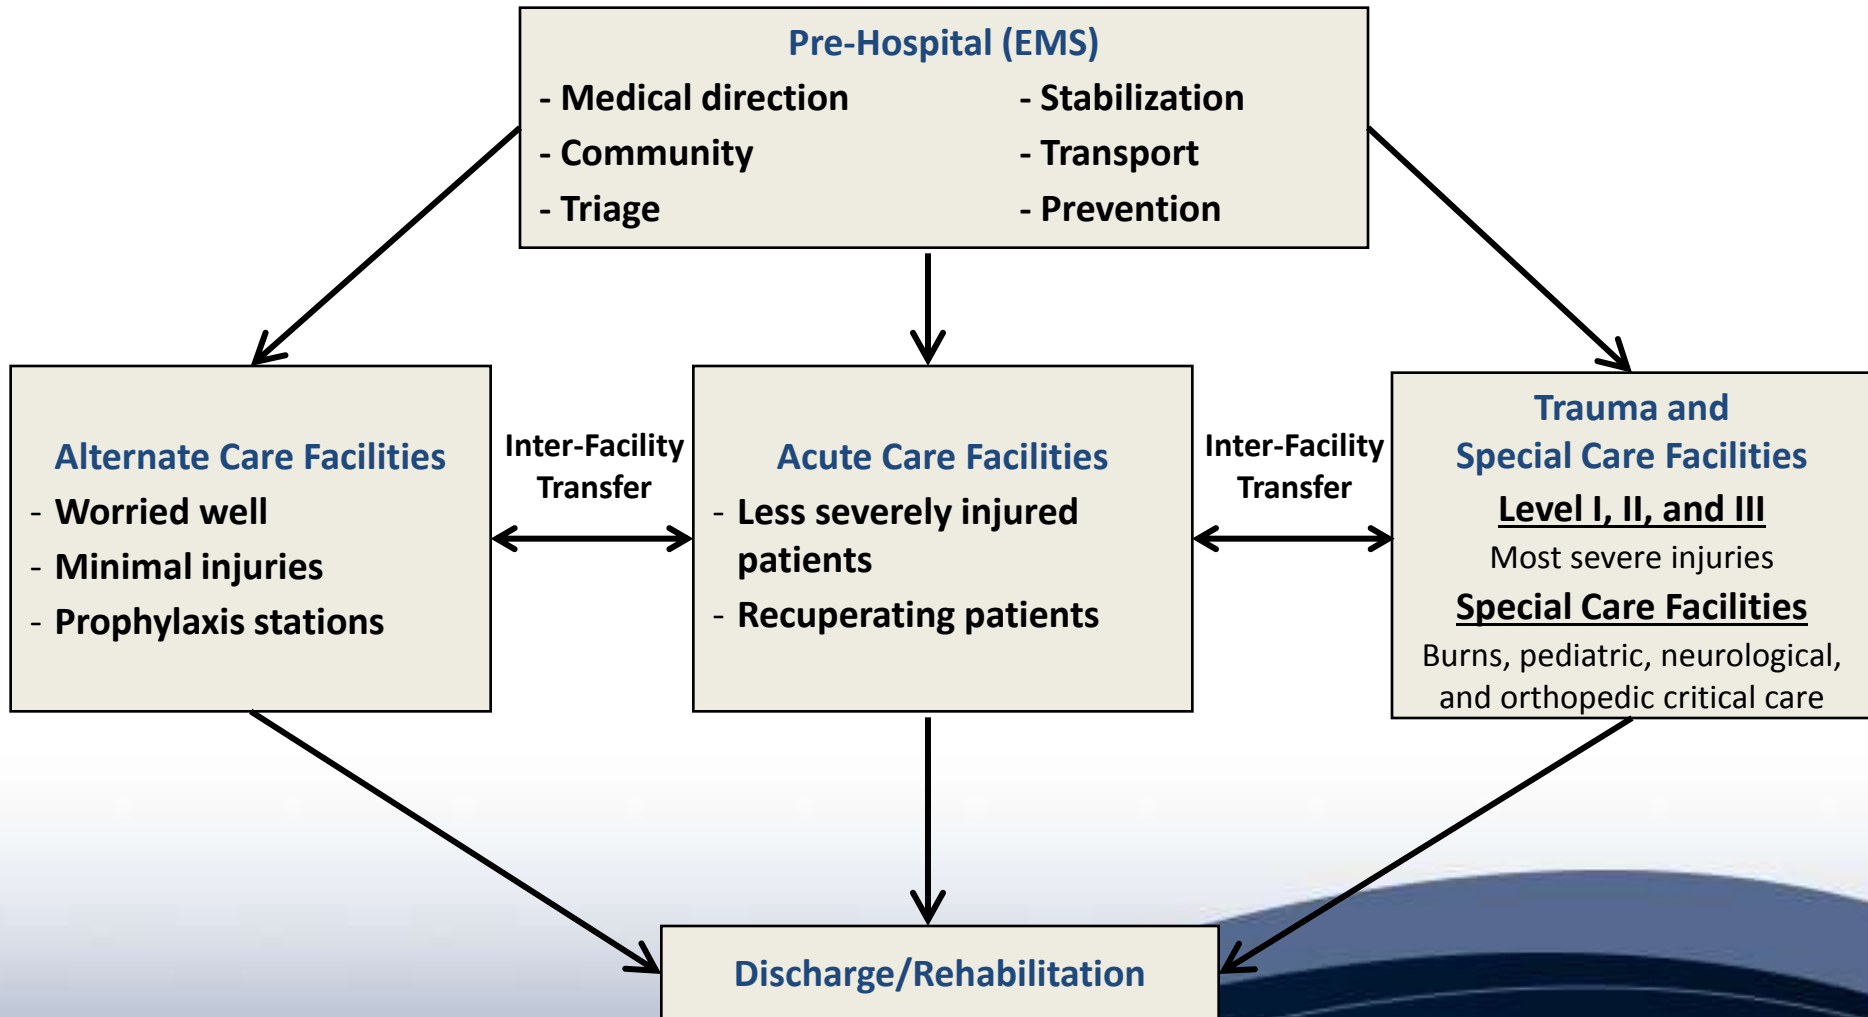 Pre-Hospital (EMS)
- Medical direction
- Community
- Triage
- Stabilization
- Transport
- Prevention
Alternate Care Facilities
- Worried well
- Minimal injuries
- Prophylaxis stations
Inter-Facility
Transfer
Acute Care Facilities
- Less severely injured
patients
- Recuperating patients
Inter-Facility
Transfer
Trauma and
Special Care Facilities
Level I, II, and III
Most severe injuries
Special Care Facilities
Burns, pediatric, neurological,
and orthopedic critical care
Discharge/Rehabilitation